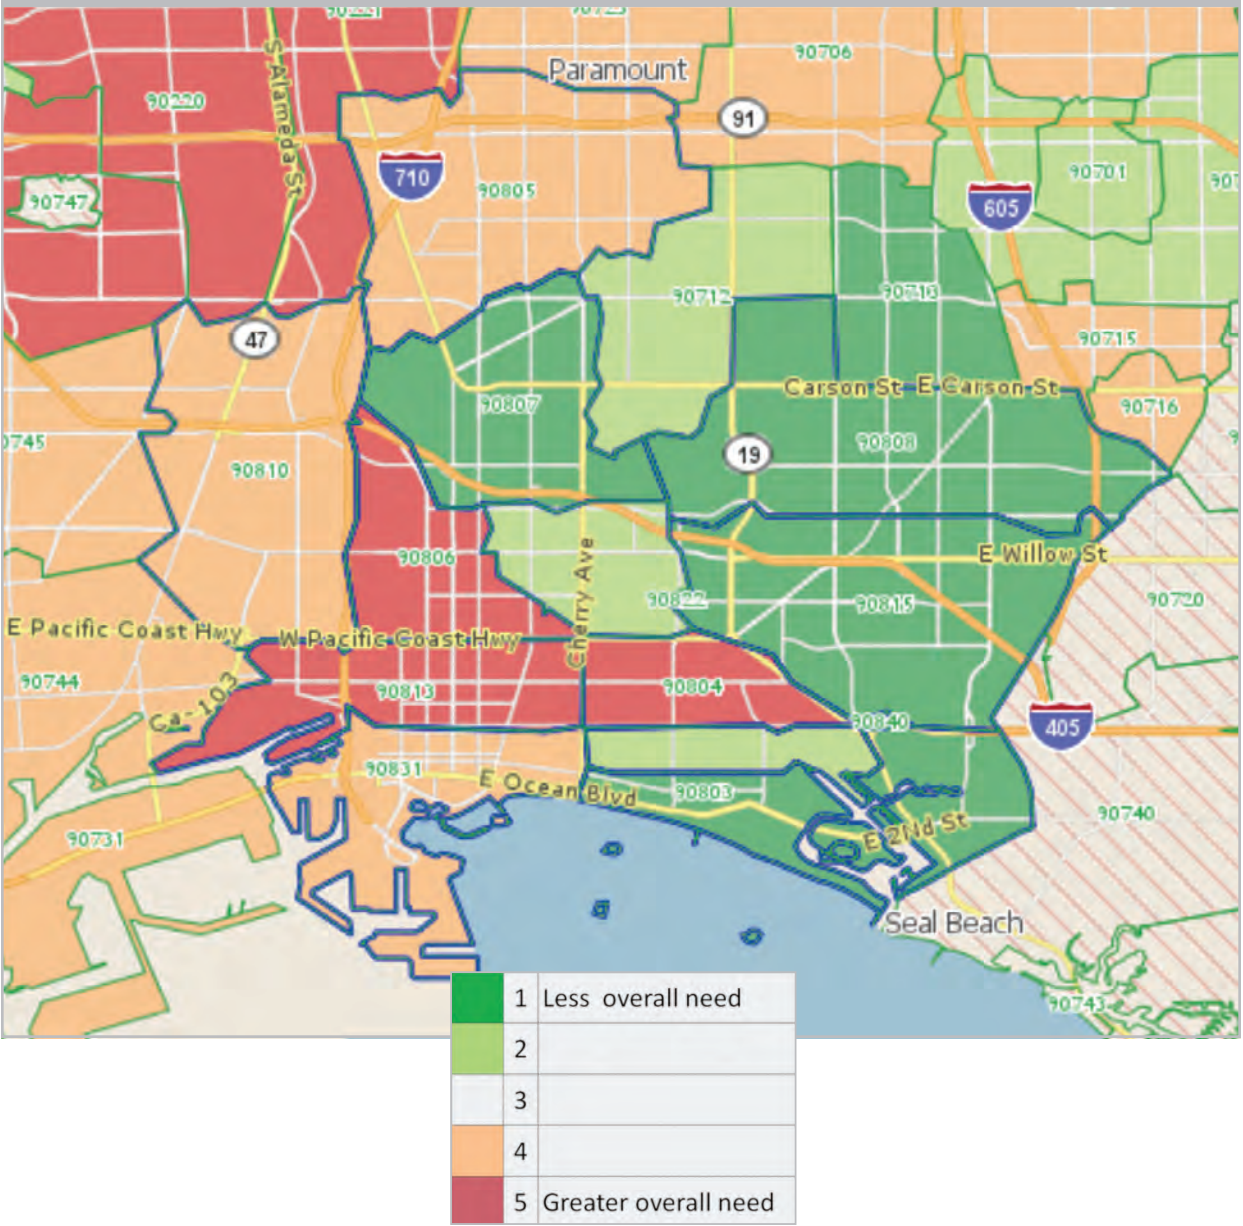 Paramount
90706
90220
S Alameda St
91
710
90805
90747
605
90701
90712
90713
47
90715
Carson St
E Carson St
90807
90716
90745
19
90808
90810
90806
Cherry Ave
E Willow St
90822
90815
90720
E Pacific Coast Hwy
W Pacific Coast Hwy
90744
Ca-103
90813
90804
90840
405
90831
E Ocean Blvd
90803
90740
90731
E 2Nd St
Seal Beach
90743
1 Less overall need
2
3
4
5 Greater overall need